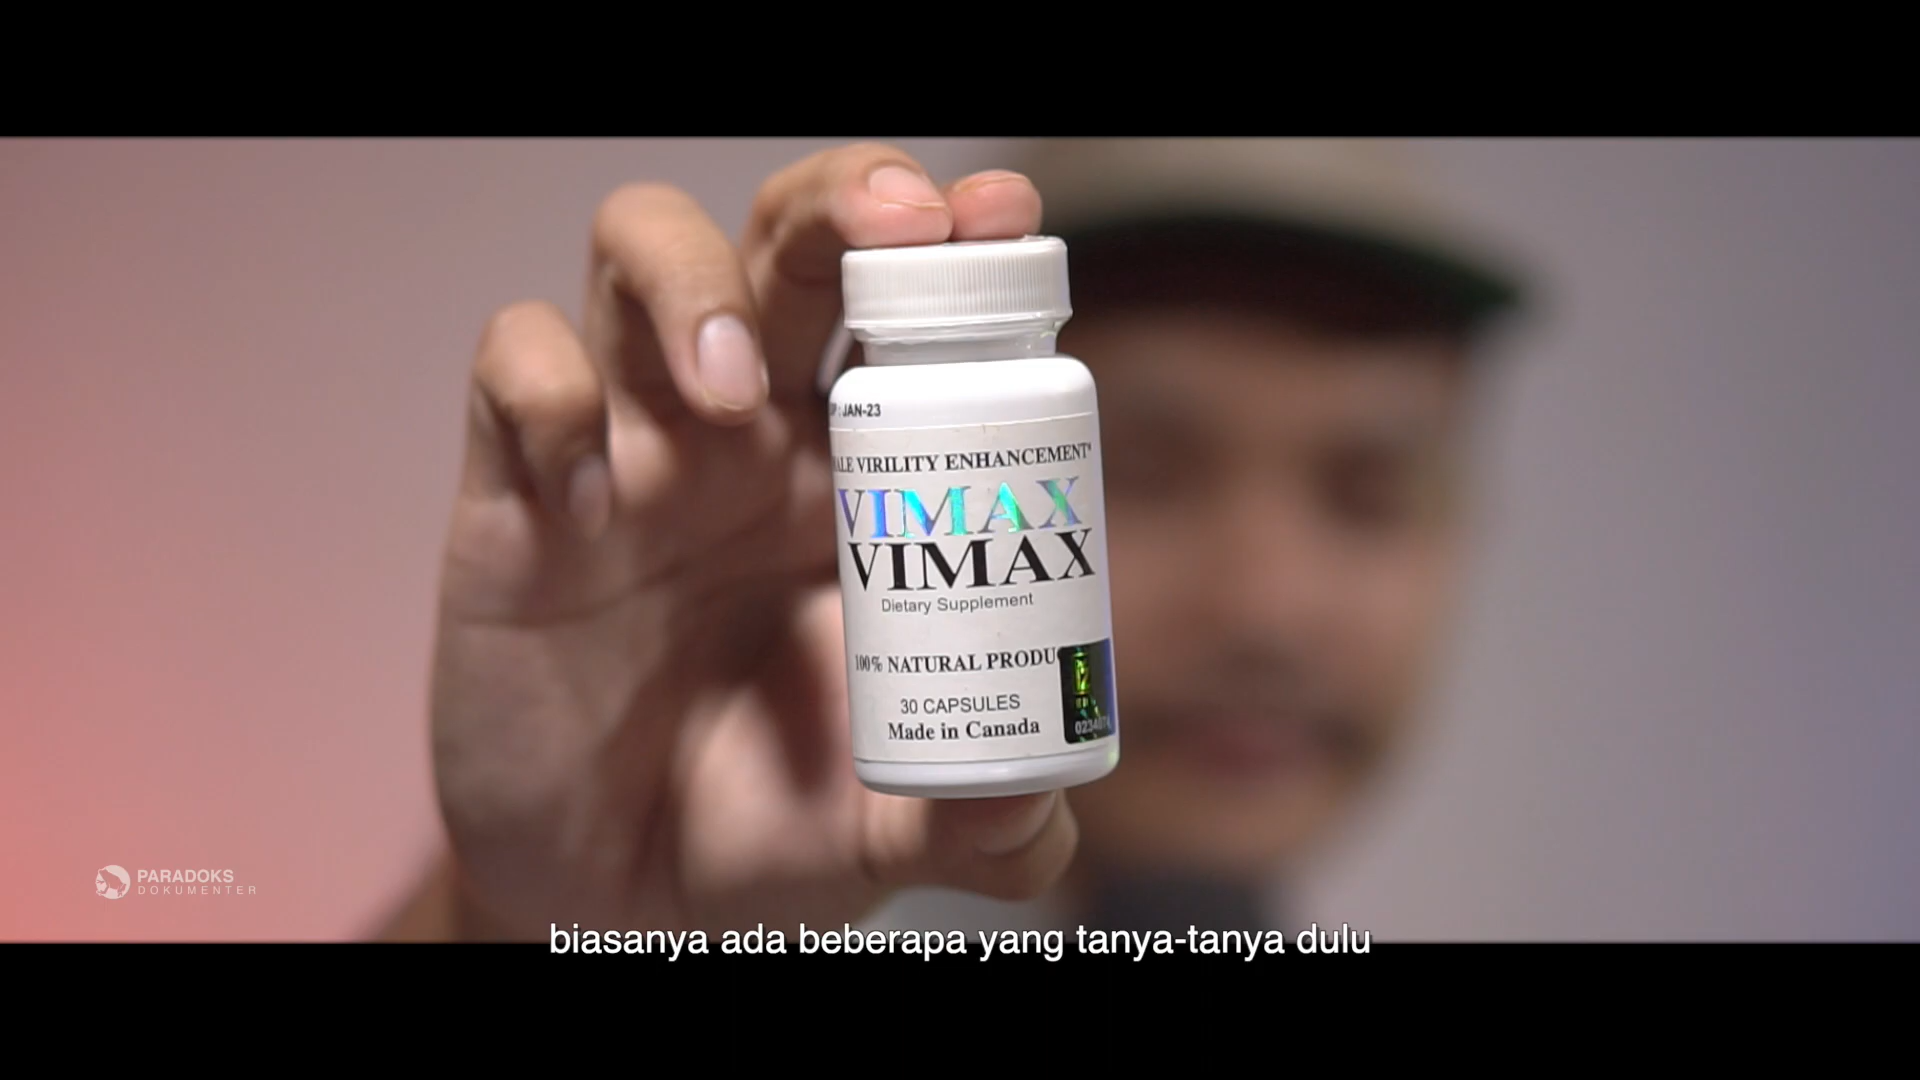 JAN-23
VIRILITY ENHANCEMENT*
VIMAX
VIMAX
Dietary Supplement
100% NATURAL PRODU
30 CAPSULES
Made in Canada
PARADOKS
DOKUMENTER
biasanya ada beberapa yang tanya-tanya dulu